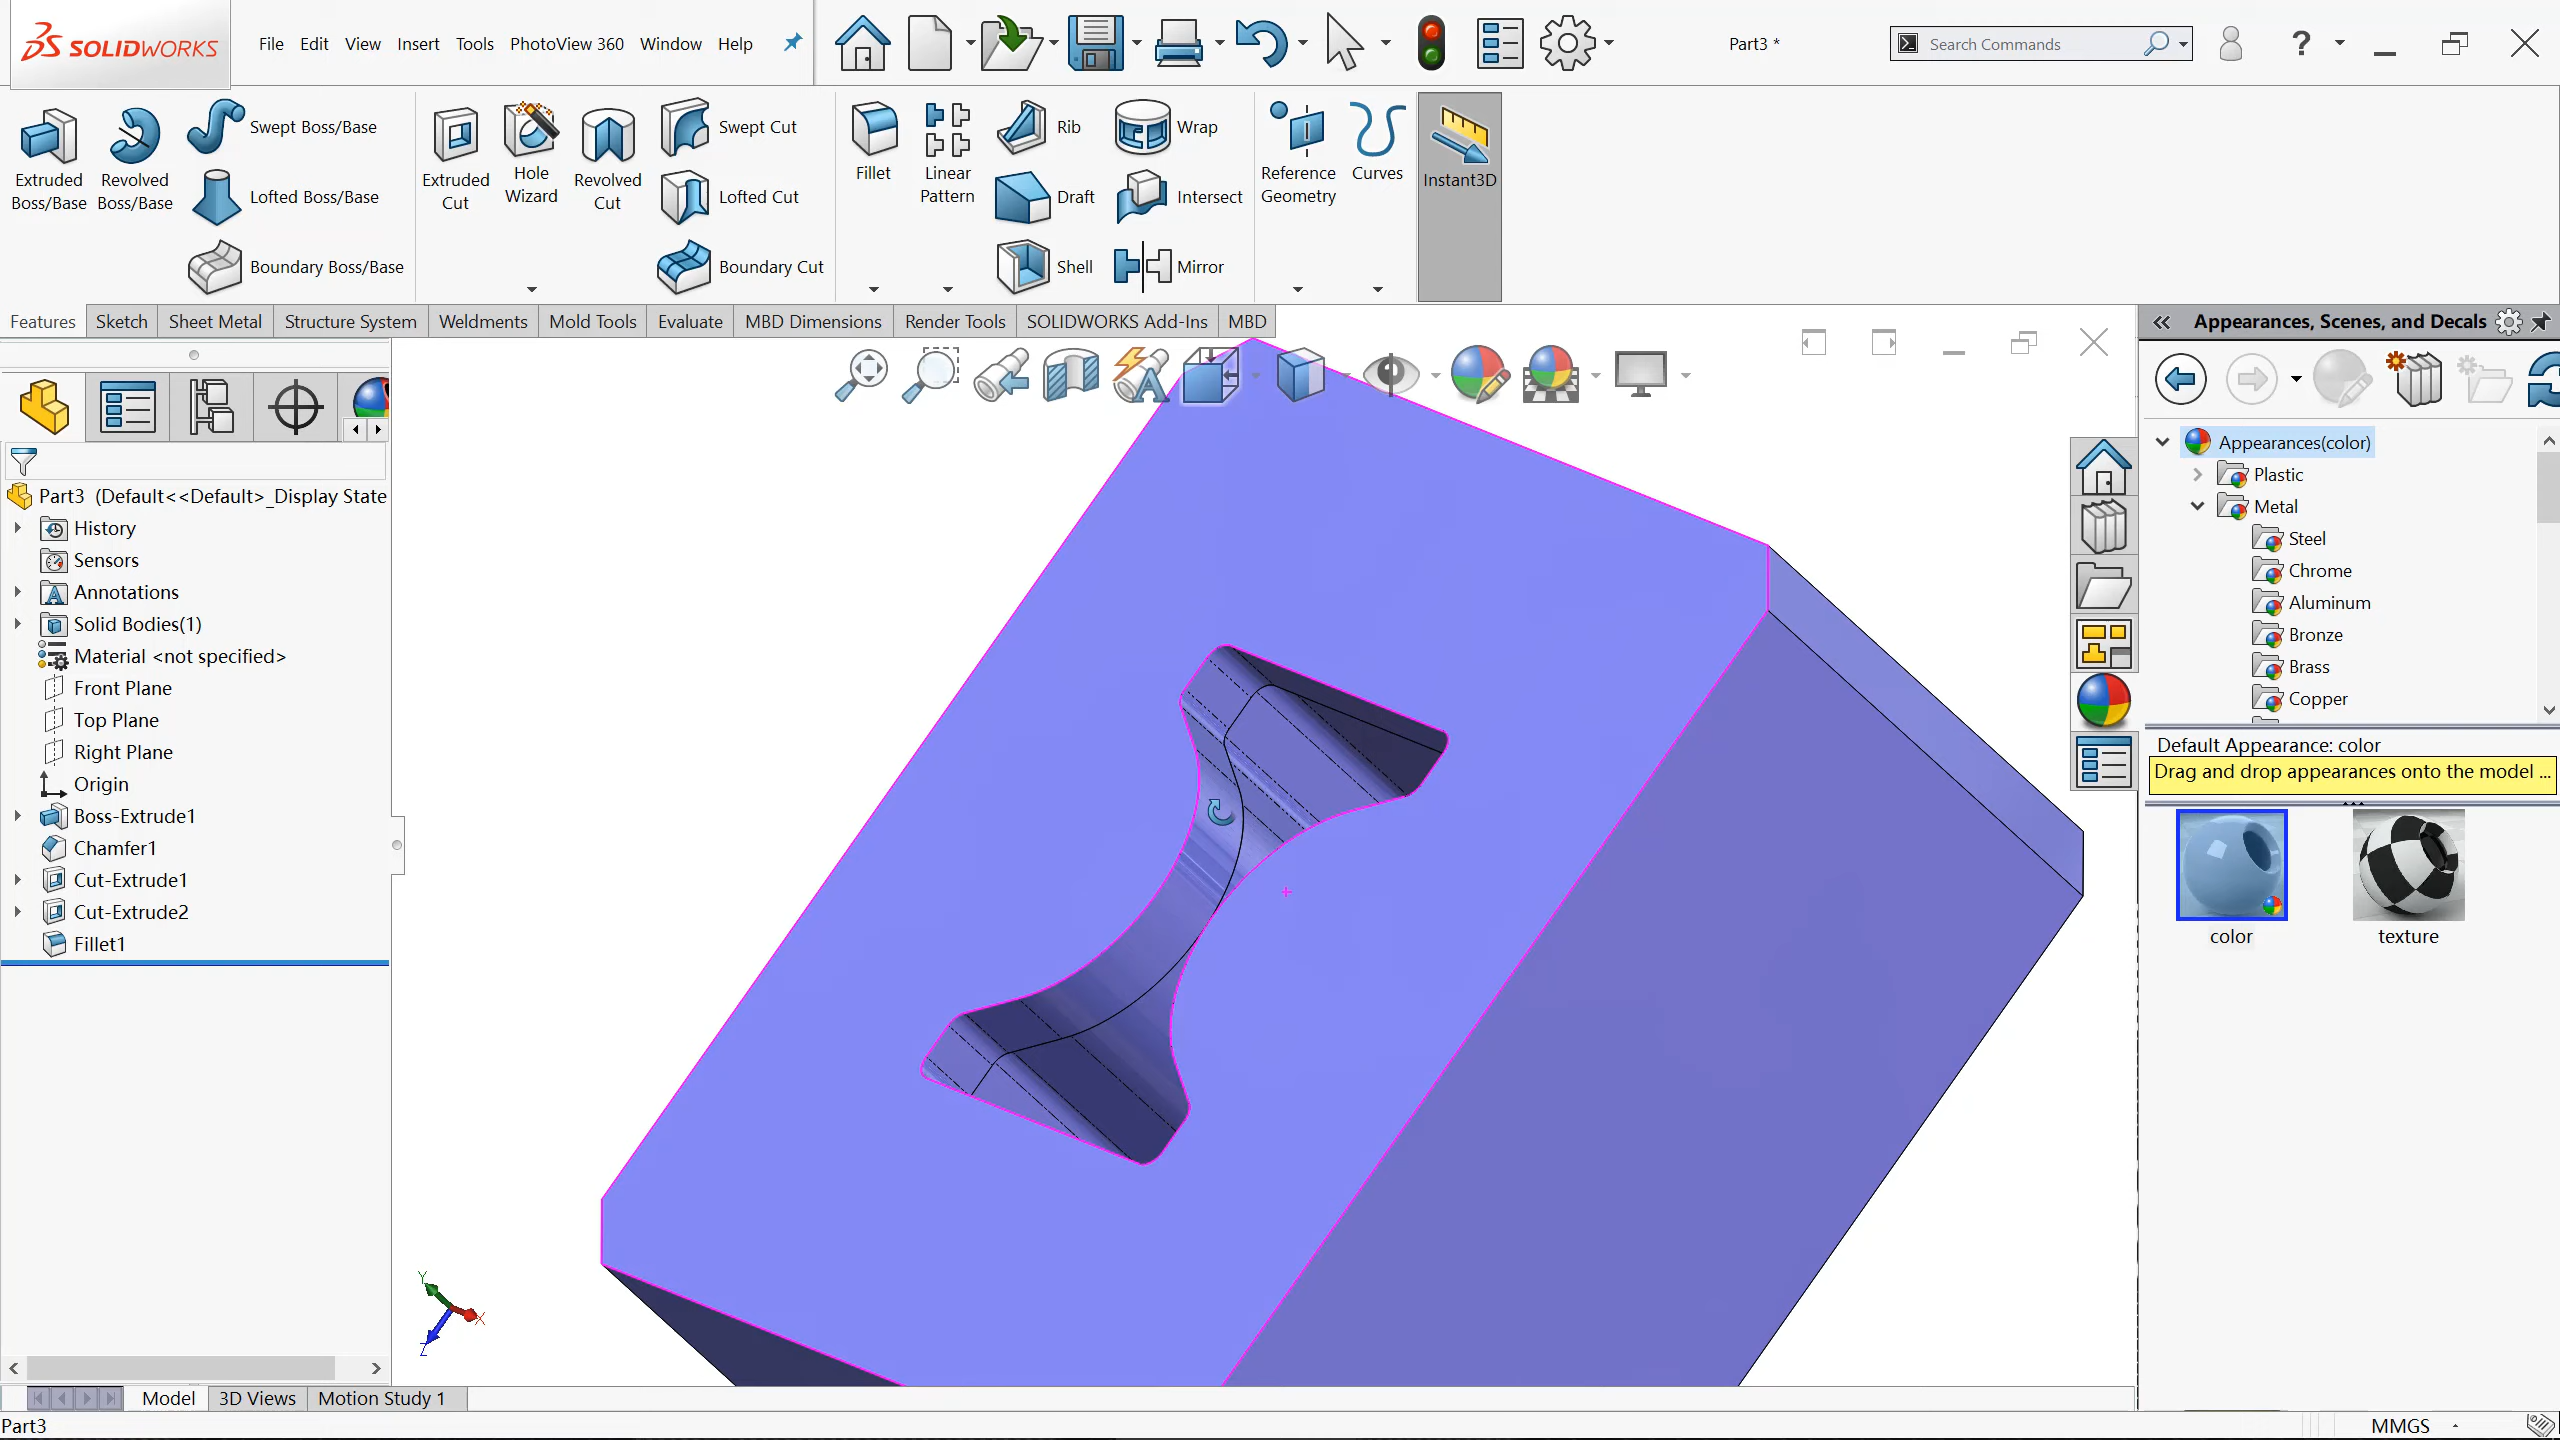 SOLIDWORKS
File Edit View Insert Tools PhotoView 360 Window Help
Part3 *
Search Commands
Extruded Boss/Base
Revolved Boss/Base
Swept Boss/Base
Lofted Boss/Base
Boundary Boss/Base
Extruded Cut
Hole Wizard
Revolved Cut
Swept Cut
Lofted Cut
Boundary Cut
Fillet
Linear Pattern
Rib
Draft
Shell
Wrap
Intersect
Mirror
Reference Geometry
Curves
Instant3D
Features Sketch Sheet Metal Structure System Weldments Mold Tools Evaluate MBD Dimensions Render Tools SOLIDWORKS Add-Ins MBD
Part3 (Default<<Default>_Display State
History
Sensors
Annotations
Solid Bodies(1)
Material <not specified>
Front Plane
Top Plane
Right Plane
Origin
Boss-Extrude1
Chamfer1
Cut-Extrude1
Cut-Extrude2
Fillet1
Y
X
Z
Appearances, Scenes, and Decals
Appearances(color)
Plastic
Metal
Steel
Chrome
Aluminum
Bronze
Brass
Copper
Default Appearance: color
Drag and drop appearances onto the model ...
color
texture
Model 3D Views Motion Study 1
Part3
MMGS